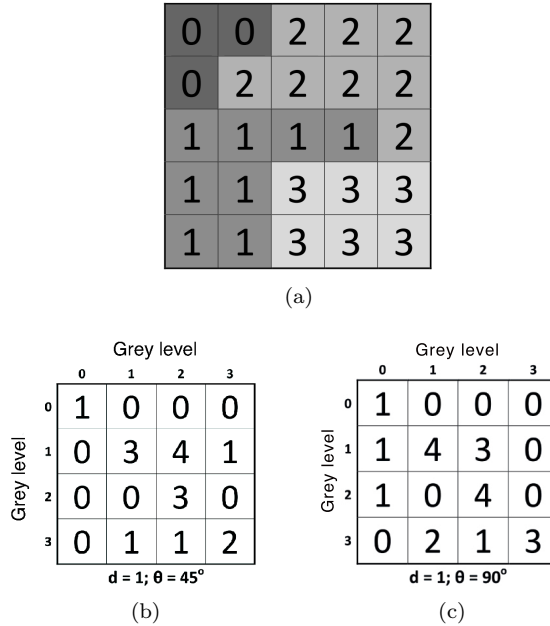 0 0 2 2 2
0 2 2 2 2
1 1 1 1 2
1 1 3 3 3
1 1 3 3 3
(a)
Grey level
0 1 2 3
Grey level
0 1 0 0 0
1 0 3 4 1
2 0 0 3 0
3 0 1 1 2
d = 1; θ = 45°
(b)
Grey level
0 1 2 3
Grey level
0 1 0 0 0
1 1 4 3 0
2 1 0 4 0
3 0 2 1 3
d = 1; θ = 90°
(c)